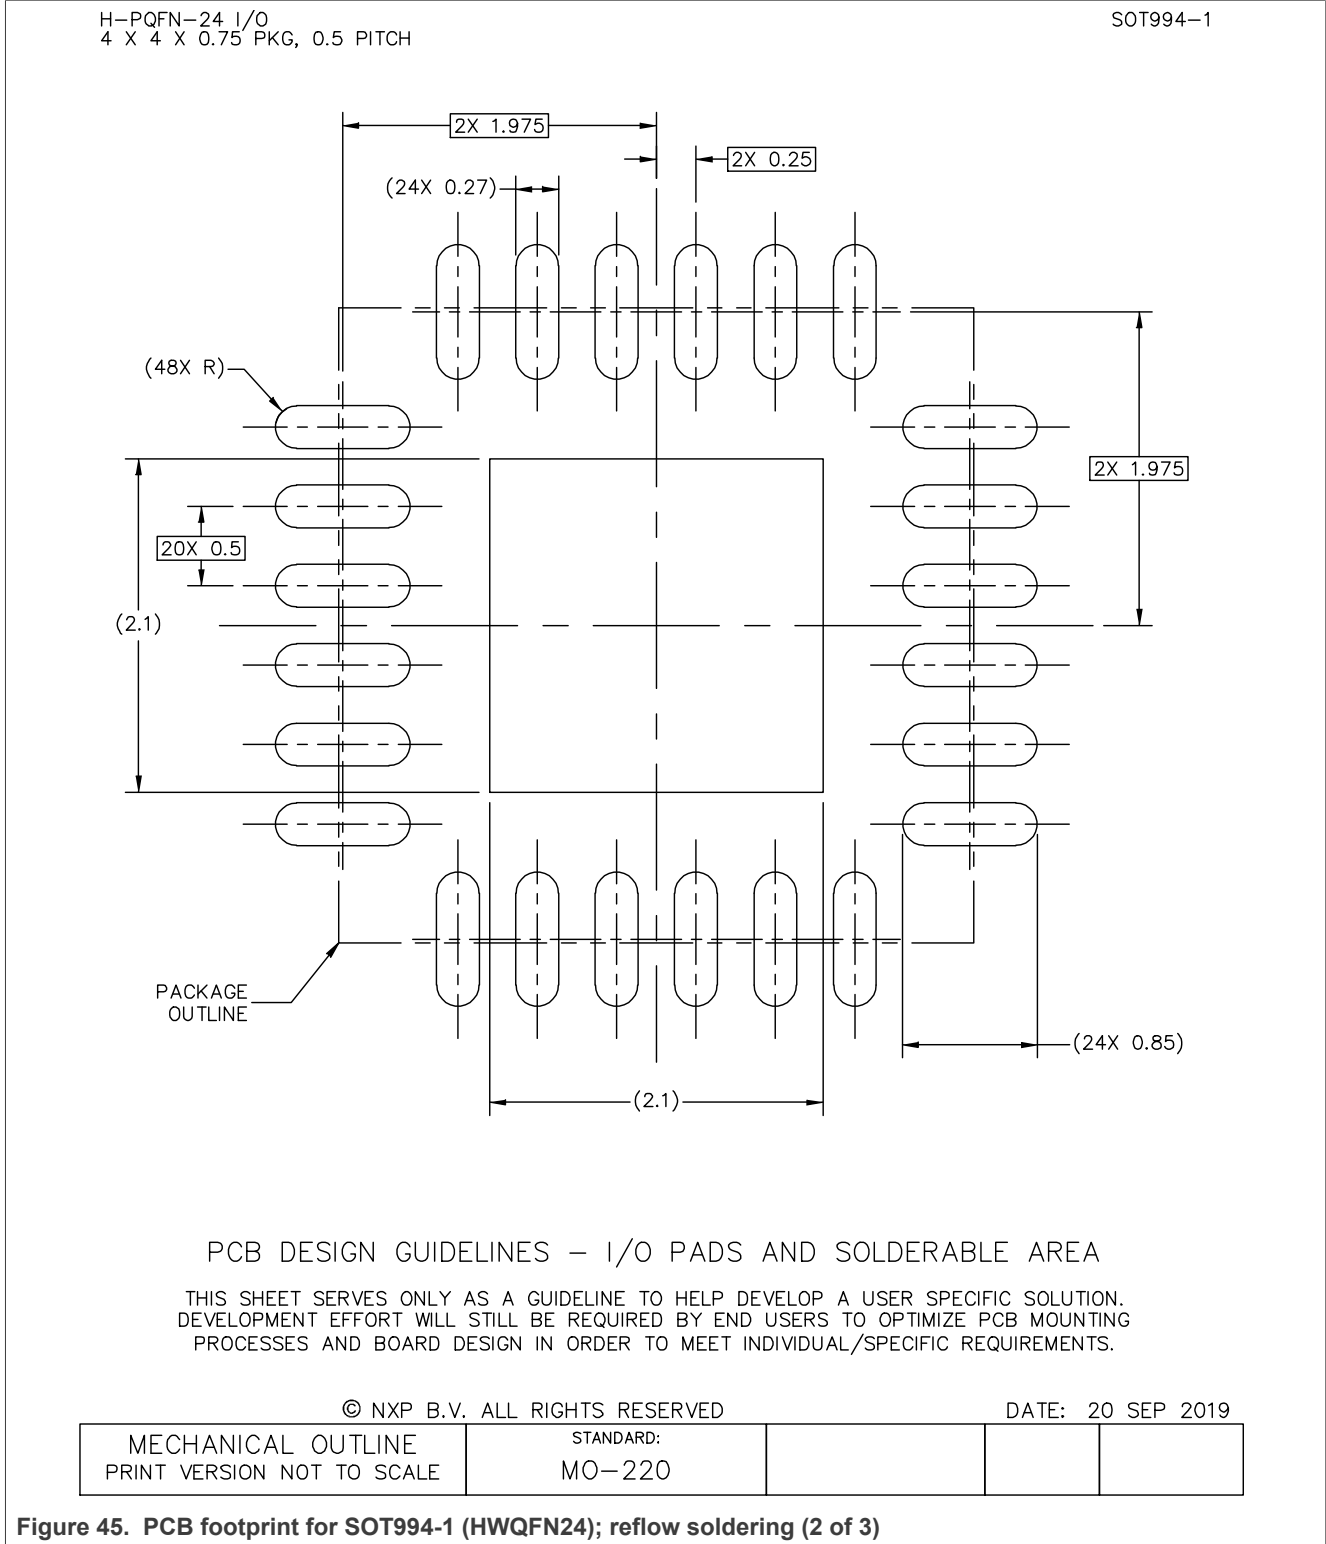 H-PQFN-24 I/O
4 X 4 X 0.75 PKG, 0.5 PITCH
SOT994-1
2X 1.975
2X 0.25
(24X 0.27)
(48X R)
2X 1.975
20X 0.5
(2.1)
PACKAGE
OUTLINE
(24X 0.85)
(2.1)
PCB DESIGN GUIDELINES - I/O PADS AND SOLDERABLE AREA
THIS SHEET SERVES ONLY AS A GUIDELINE TO HELP DEVELOP A USER SPECIFIC SOLUTION.
DEVELOPMENT EFFORT WILL STILL BE REQUIRED BY END USERS TO OPTIMIZE PCB MOUNTING
PROCESSES AND BOARD DESIGN IN ORDER TO MEET INDIVIDUAL/SPECIFIC REQUIREMENTS.
© NXP B.V. ALL RIGHTS RESERVED
DATE: 20 SEP 2019
MECHANICAL OUTLINE
PRINT VERSION NOT TO SCALE
STANDARD:
MO-220
Figure 45. PCB footprint for SOT994-1 (HWQFN24); reflow soldering (2 of 3)